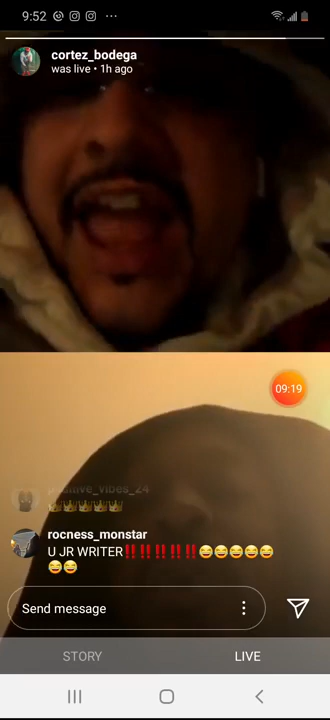 9:52
cortez_bodega
was live • 1h ago
09:19
rocness_monstar
U JR WRITER‼️‼️‼️‼️‼️😂😂😂😂😂
😂😂
Send message
STORY
LIVE